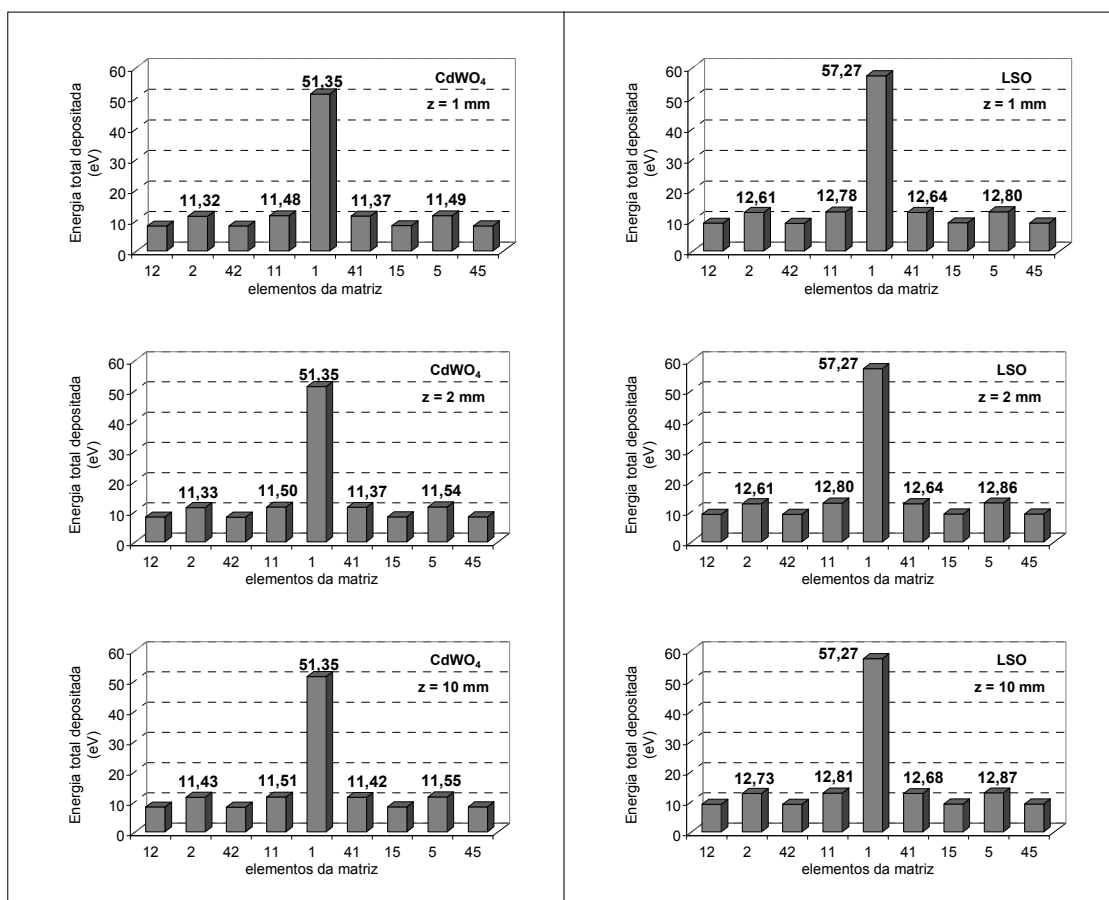 CdWO4
z = 1 mm
Energia total depositada
(eV)
60
50
40
30
20
10
0
51,35
11,32
11,48
11,37
11,49
12 2 42 11 1 41 15 5 45
elementos da matriz
LSO
z = 1 mm
Energia total depositada
(eV)
60
50
40
30
20
10
0
57,27
12,61
12,78
12,64
12,80
12 2 42 11 1 41 15 5 45
elementos da matriz
CdWO4
z = 2 mm
Energia total depositada
(eV)
60
50
40
30
20
10
0
51,35
11,33
11,50
11,37
11,54
12 2 42 11 1 41 15 5 45
elementos da matriz
LSO
z = 2 mm
Energia total depositada
(eV)
60
50
40
30
20
10
0
57,27
12,61
12,80
12,64
12,86
12 2 42 11 1 41 15 5 45
elementos da matriz
CdWO4
z = 10 mm
Energia total depositada
(eV)
60
50
40
30
20
10
0
51,35
11,43
11,51
11,42
11,55
12 2 42 11 1 41 15 5 45
elementos da matriz
LSO
z = 10 mm
Energia total depositada
(eV)
60
50
40
30
20
10
0
57,27
12,73
12,81
12,68
12,87
12 2 42 11 1 41 15 5 45
elementos da matriz